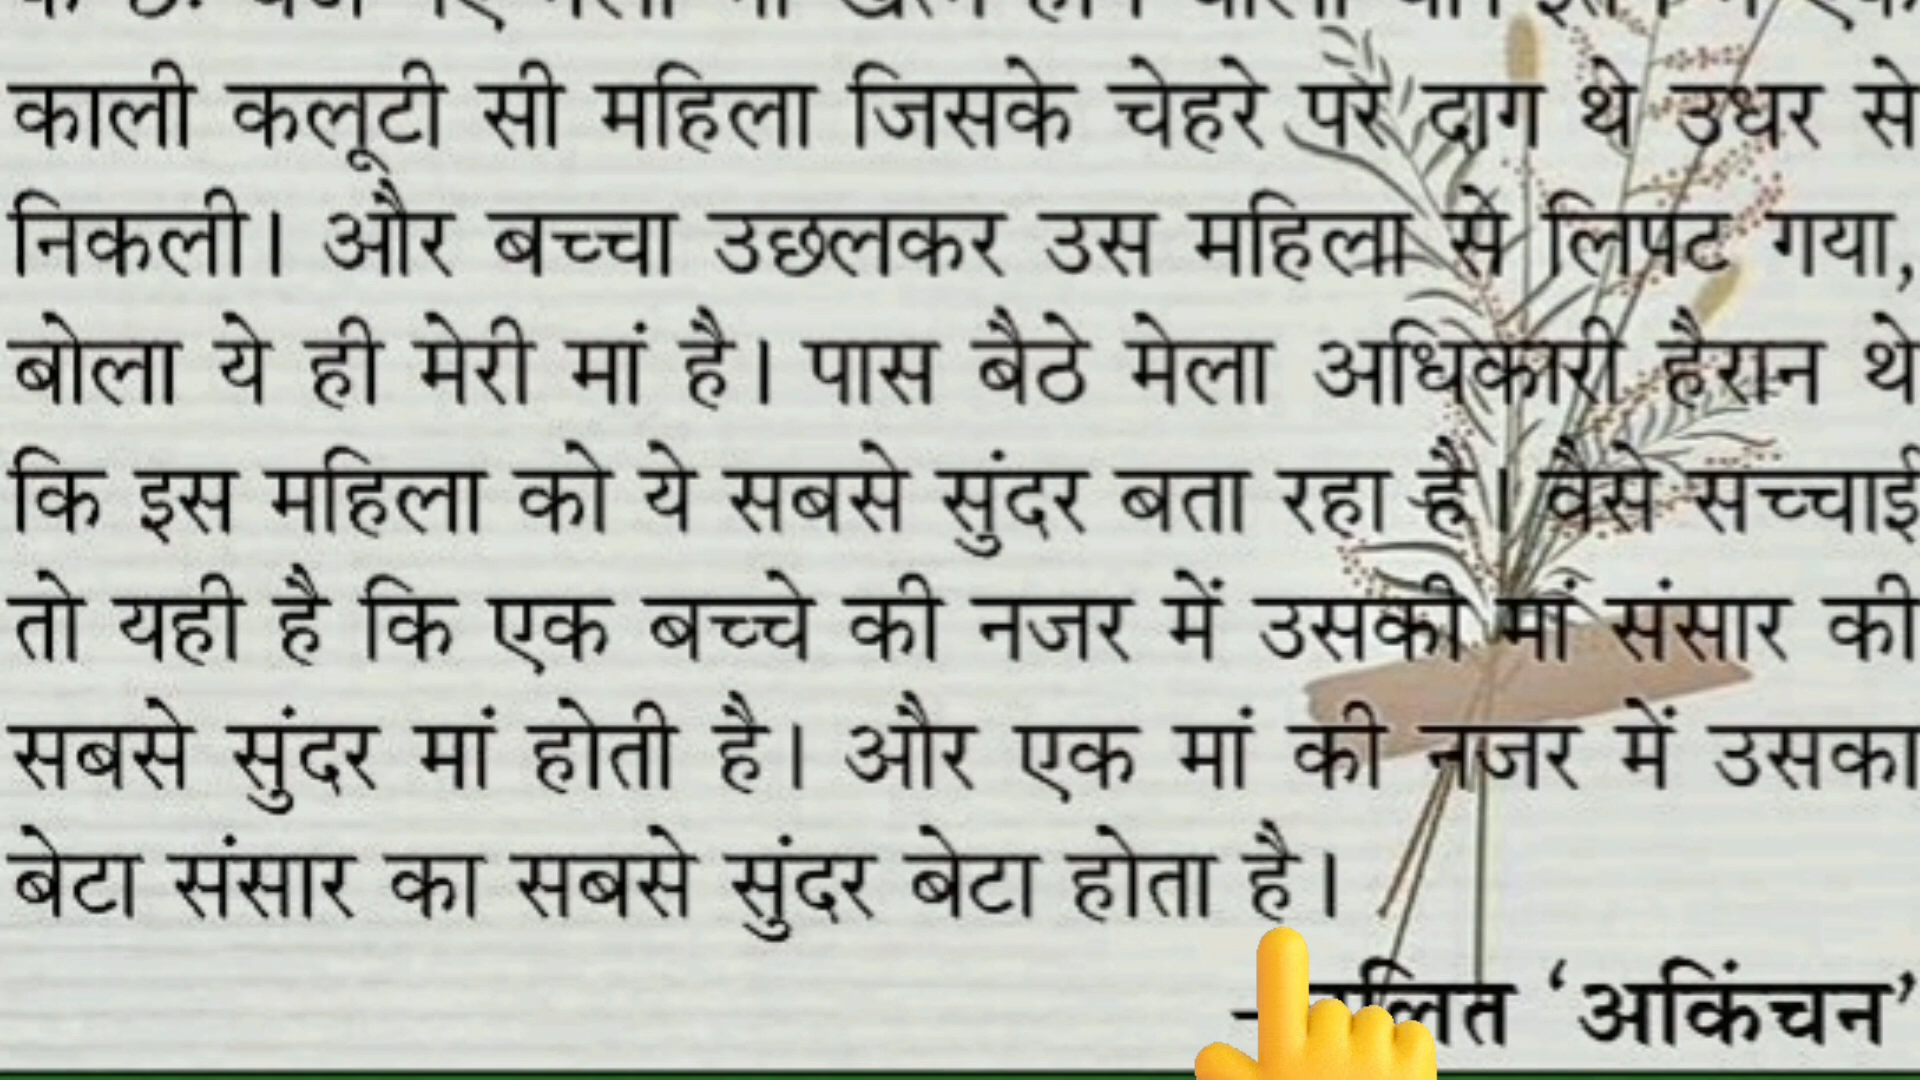 काली कलूटी सी महिला जिसके चेहरे पर दाग थे उधर से
निकली। और बच्चा उछलकर उस महिला से लिपट गया,
बोला ये ही मेरी मां है। पास बैठे मेला अधिकारी हैरान थे
कि इस महिला को ये सबसे सुंदर बता रहा है। वैसे सच्चाई
तो यही है कि एक बच्चे की नजर में उसकी मां संसार की
सबसे सुंदर मां होती है। और एक मां की नजर में उसका
बेटा संसार का सबसे सुंदर बेटा होता है।
‘अकिंचन’